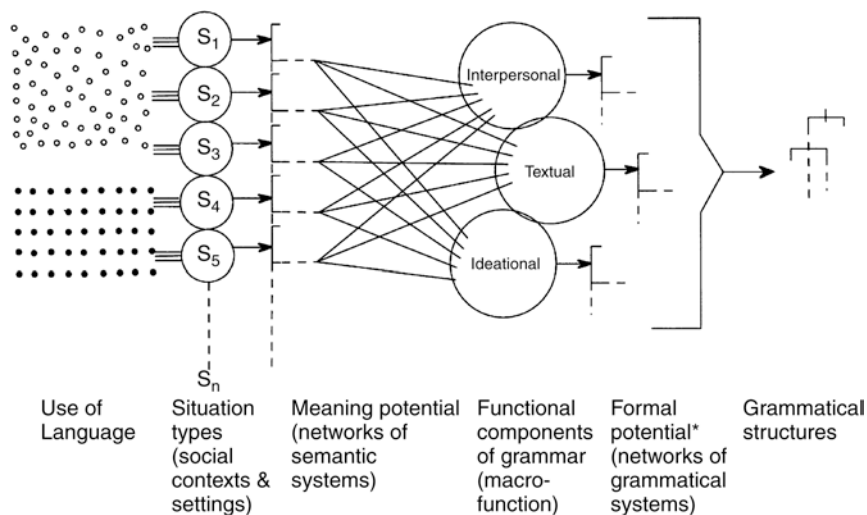 S1
S2
S3
S4
S5
Sn
Interpersonal
Textual
Ideational
Use of
Language
Situation
types
(social
contexts &
settings)
Meaning potential
(networks of
semantic
systems)
Functional
components
of grammar
(macro-
function)
Formal
potential*
(networks of
grammatical
systems)
Grammatical
structures